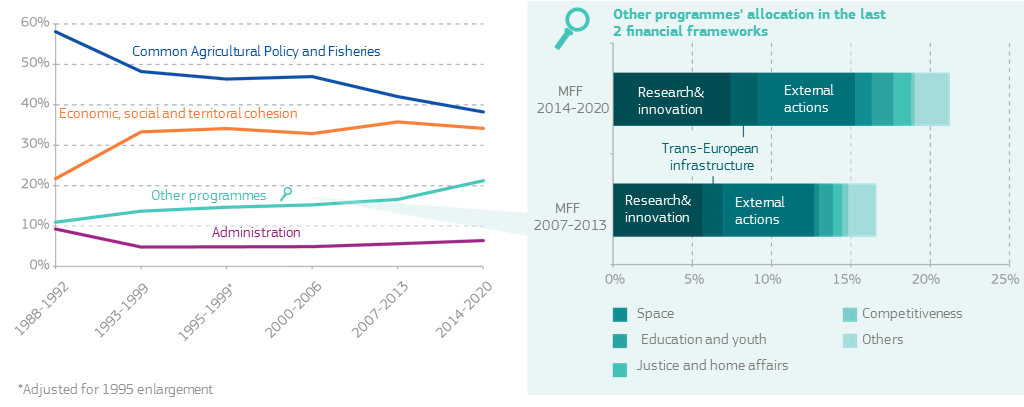 60%
50%
40%
30%
20%
10%
0%
Common Agricultural Policy and Fisheries
Economic, social and territoral cohesion
Other programmes
Administration
1988-1992
1993-1999
1995-1999*
2000-2006
2007-2013
2014-2020
*Adjusted for 1995 enlargement
Other programmes' allocation in the last
2 financial frameworks
MFF
2014-2020
Research&
innovation
External
actions
Trans-European
infrastructure
MFF
2007-2013
Research&
innovation
External
actions
0%
5%
10%
15%
20%
25%
Space
Education and youth
Justice and home affairs
Competitiveness
Others